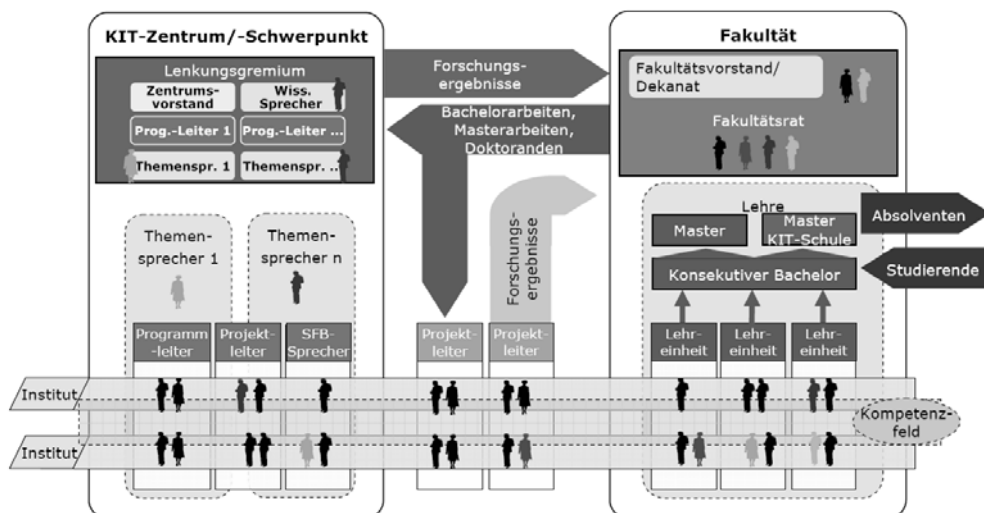 KIT-Zentrum/-Schwerpunkt
Lenkungsgremium
Zentrums-
vorstand
Wiss.
Sprecher
Prog.-Leiter 1
Prog.-Leiter ...
Themenspr. 1
Themenspr. ..
Themen-
sprecher 1
Themen-
sprecher n
Programm
-leiter
Projekt-
leiter
SFB-
Sprecher
Forschungs-
ergebnisse
Bachelorarbeiten,
Masterarbeiten,
Doktoranden
Forschungs-
ergebnisse
Projekt-
leiter
Projekt-
leiter
Fakultät
Fakultätsvorstand/
Dekanat
Fakultätsrat
Lehre
Master
Master
KIT-Schule
Konsekutiver Bachelor
Lehr-
einheit
Lehr-
einheit
Lehr-
einheit
Absolventen
Studierende
Institut
Institut
Kompetenz-
feld